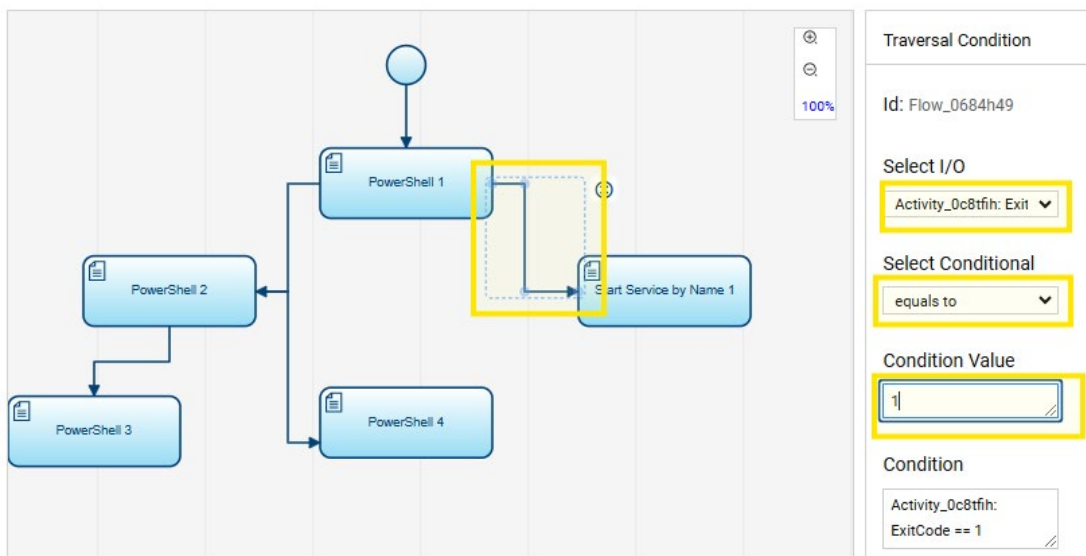 100%
PowerShell 1
PowerShell 2
Start Service by Name 1
PowerShell 3
PowerShell 4
Traversal Condition
Id: Flow_0684h49
Select I/O
Activity_0c8tfih: Exit
Select Conditional
equals to
Condition Value
1
Condition
Activity_0c8tfih:
ExitCode == 1